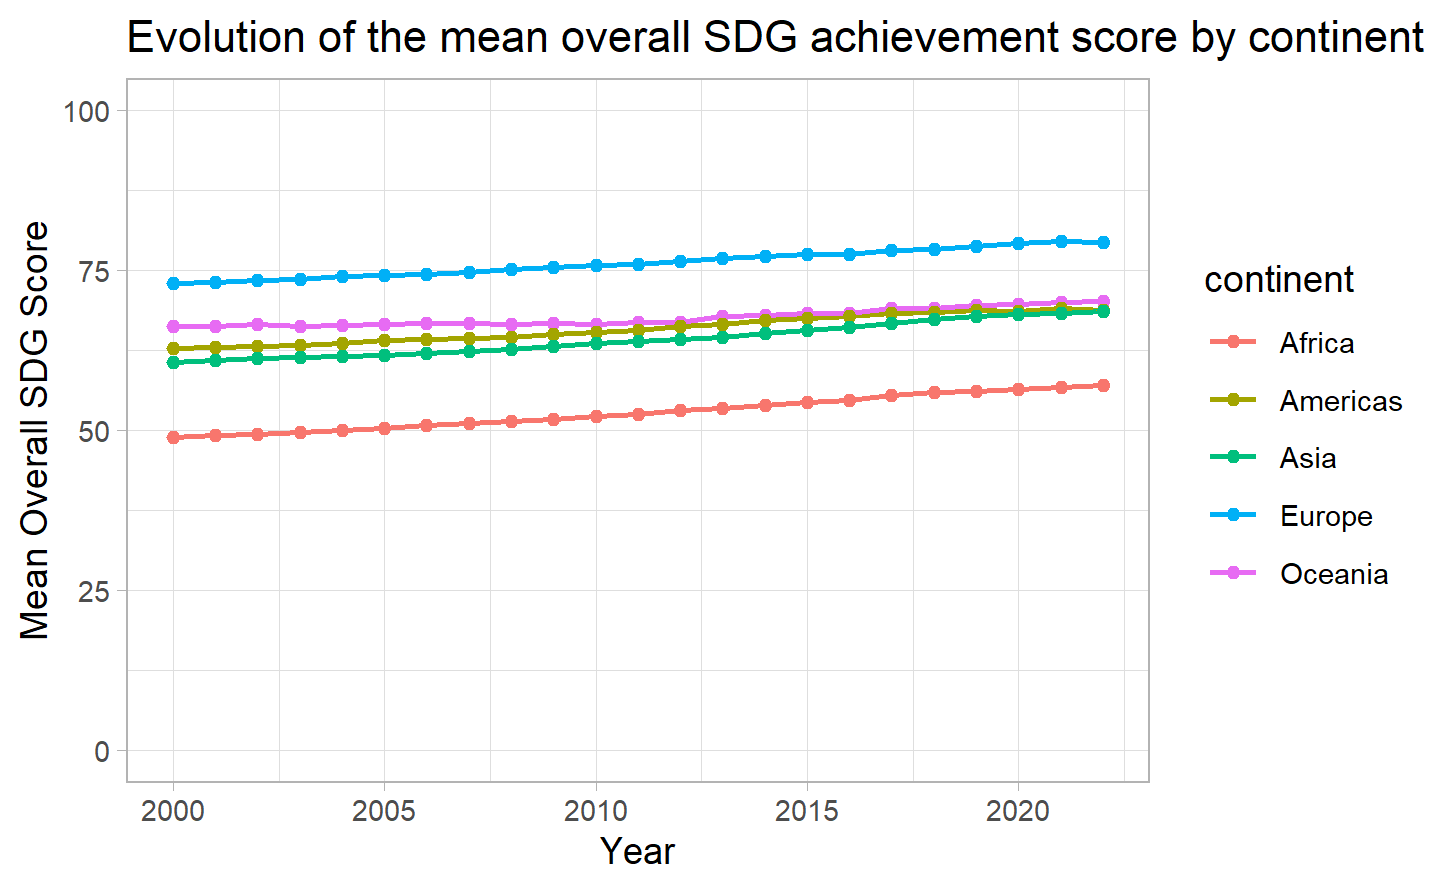 Evolution of the mean overall SDG achievement score by continent
Mean Overall SDG Score
100
75
50
25
0
2000 2005 2010 2015 2020
Year
continent
Africa
Americas
Asia
Europe
Oceania